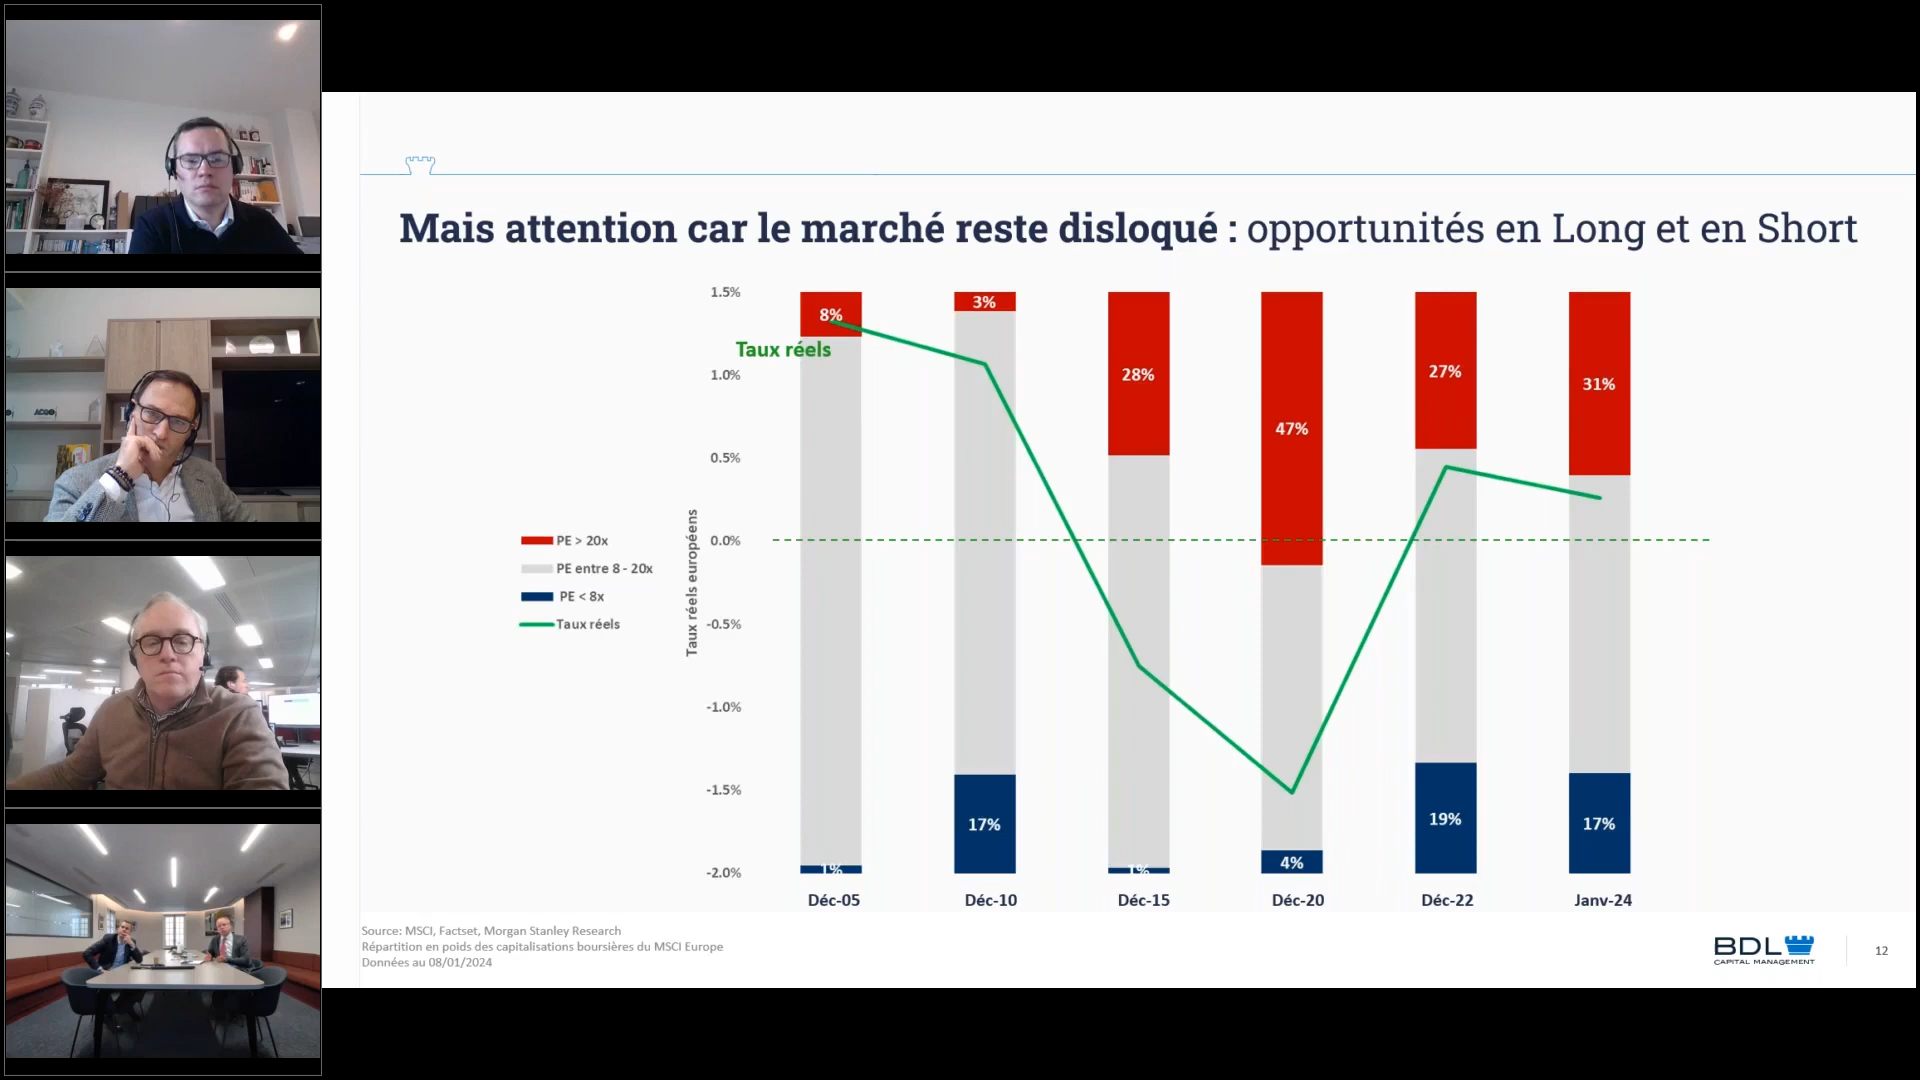 Mais attention car le marché reste disloqué : opportunités en Long et en Short
1.5%
1.0%
0.5%
0.0%
-0.5%
-1.0%
-1.5%
-2.0%
Taux réels européens
Taux réels
PE > 20x
PE entre 8 - 20x
PE < 8x
Taux réels
8%
3%
28%
47%
27%
31%
1%
17%
1%
4%
19%
17%
Déc-05
Déc-10
Déc-15
Déc-20
Déc-22
Janv-24
Source: MSCI, Factset, Morgan Stanley Research
Répartition en poids des capitalisations boursières du MSCI Europe
Données au 08/01/2024
BDL
CAPITAL MANAGEMENT
12